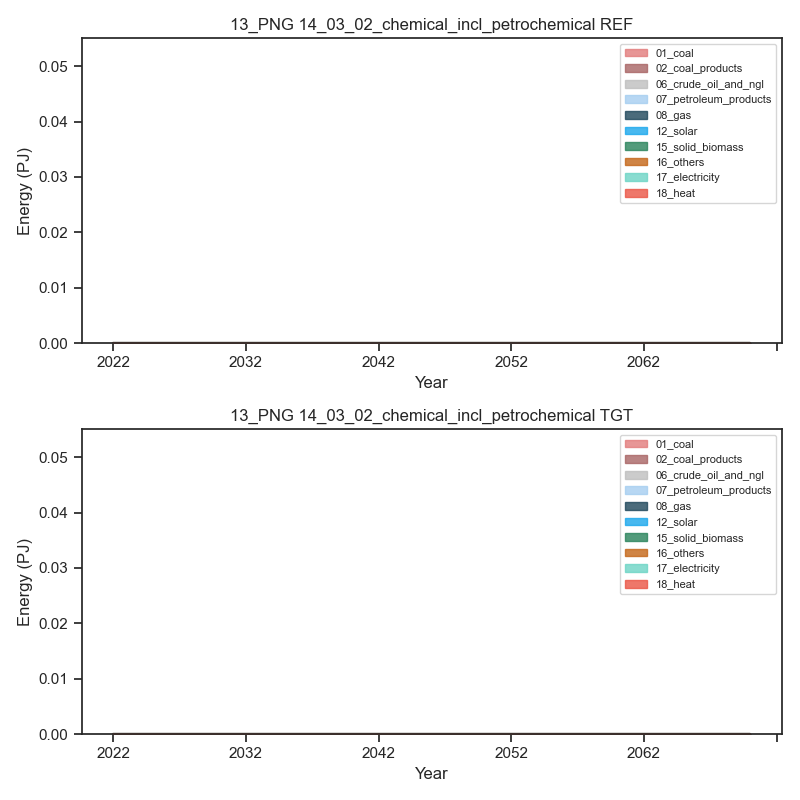 13_PNG 14_03_02_chemical_incl_petrochemical REF
0.05
0.04
0.03
0.02
0.01
0.00
Energy (PJ)
01_coal
02_coal_products
06_crude_oil_and_ngl
07_petroleum_products
08_gas
12_solar
15_solid_biomass
16_others
17_electricity
18_heat
2022 2032 2042 2052 2062
Year
13_PNG 14_03_02_chemical_incl_petrochemical TGT
0.05
0.04
0.03
0.02
0.01
0.00
Energy (PJ)
01_coal
02_coal_products
06_crude_oil_and_ngl
07_petroleum_products
08_gas
12_solar
15_solid_biomass
16_others
17_electricity
18_heat
2022 2032 2042 2052 2062
Year